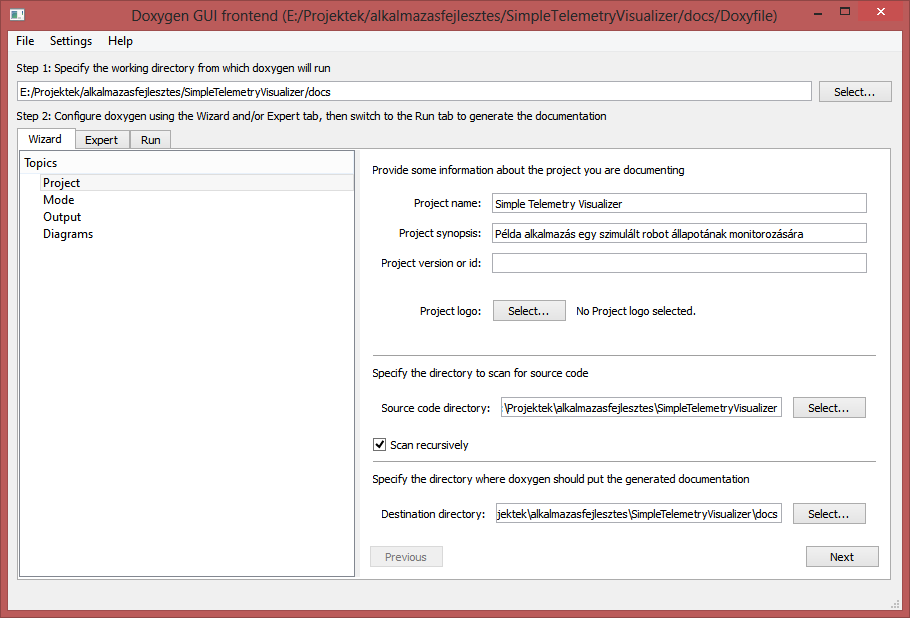 Doxygen GUI frontend (E:/Projektek/alkalmazasfejlesztes/SimpleTelemetryVisualizer/docs/Doxyfile)
File Settings Help
Step 1: Specify the working directory from which doxygen will run
E:/Projektek/alkalmazasfejlesztes/SimpleTelemetryVisualizer/docs Select...
Step 2: Configure doxygen using the Wizard and/or Expert tab, then switch to the Run tab to generate the documentation
Wizard Expert Run
Topics
Project
Mode
Output
Diagrams
Provide some information about the project you are documenting
Project name: Simple Telemetry Visualizer
Project synopsis: Példa alkalmazás egy szimulált robot állapotának monitorozására
Project version or id:
Project logo: Select... No Project logo selected.
Specify the directory to scan for source code
Source code directory: :\Projektek\alkalmazasfejlesztes\SimpleTelemetryVisualizer Select...
Scan recursively
Specify the directory where doxygen should put the generated documentation
Destination directory: jektek\alkalmazasfejlesztes\SimpleTelemetryVisualizer\docs Select...
Previous Next